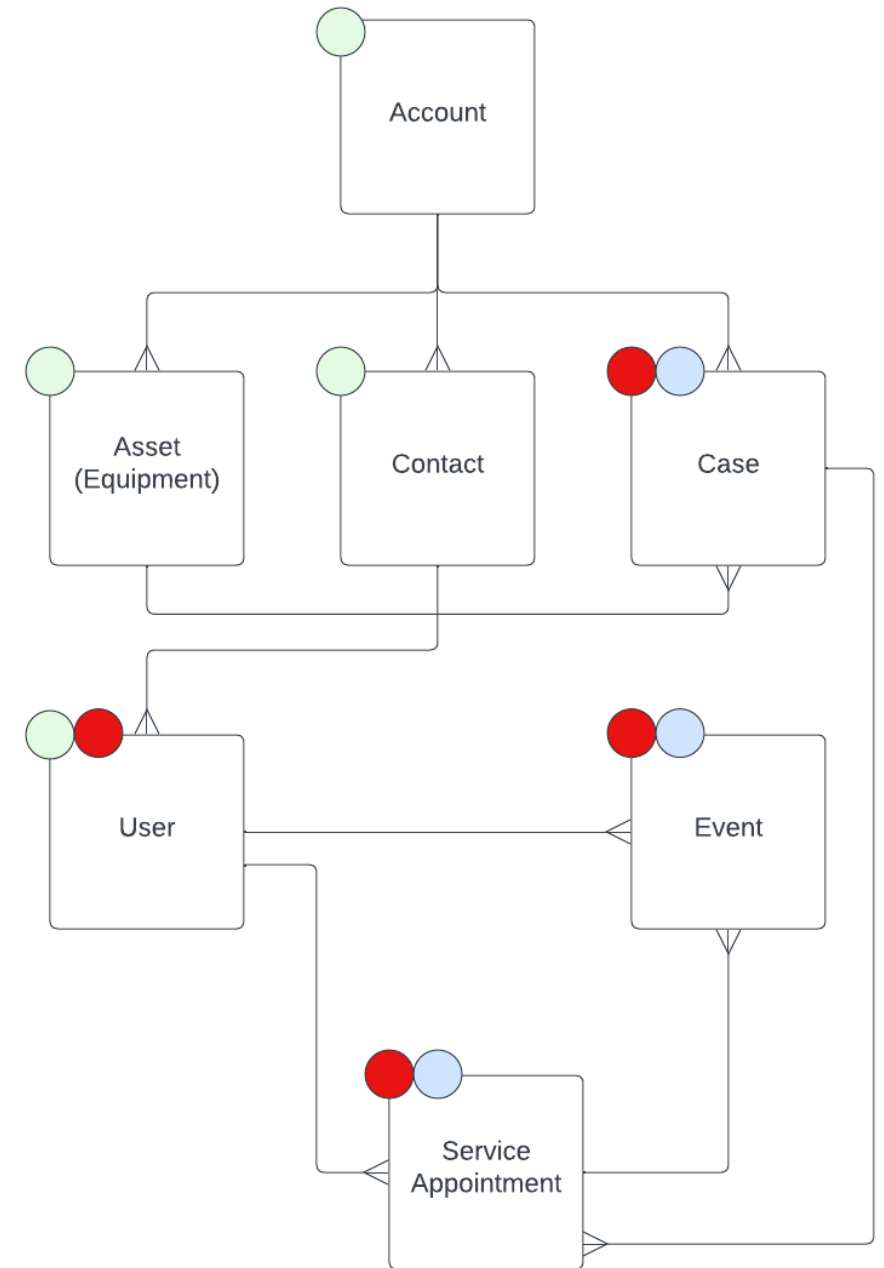 Account
Asset
(Equipment)
Contact
Case
User
Event
Service
Appointment